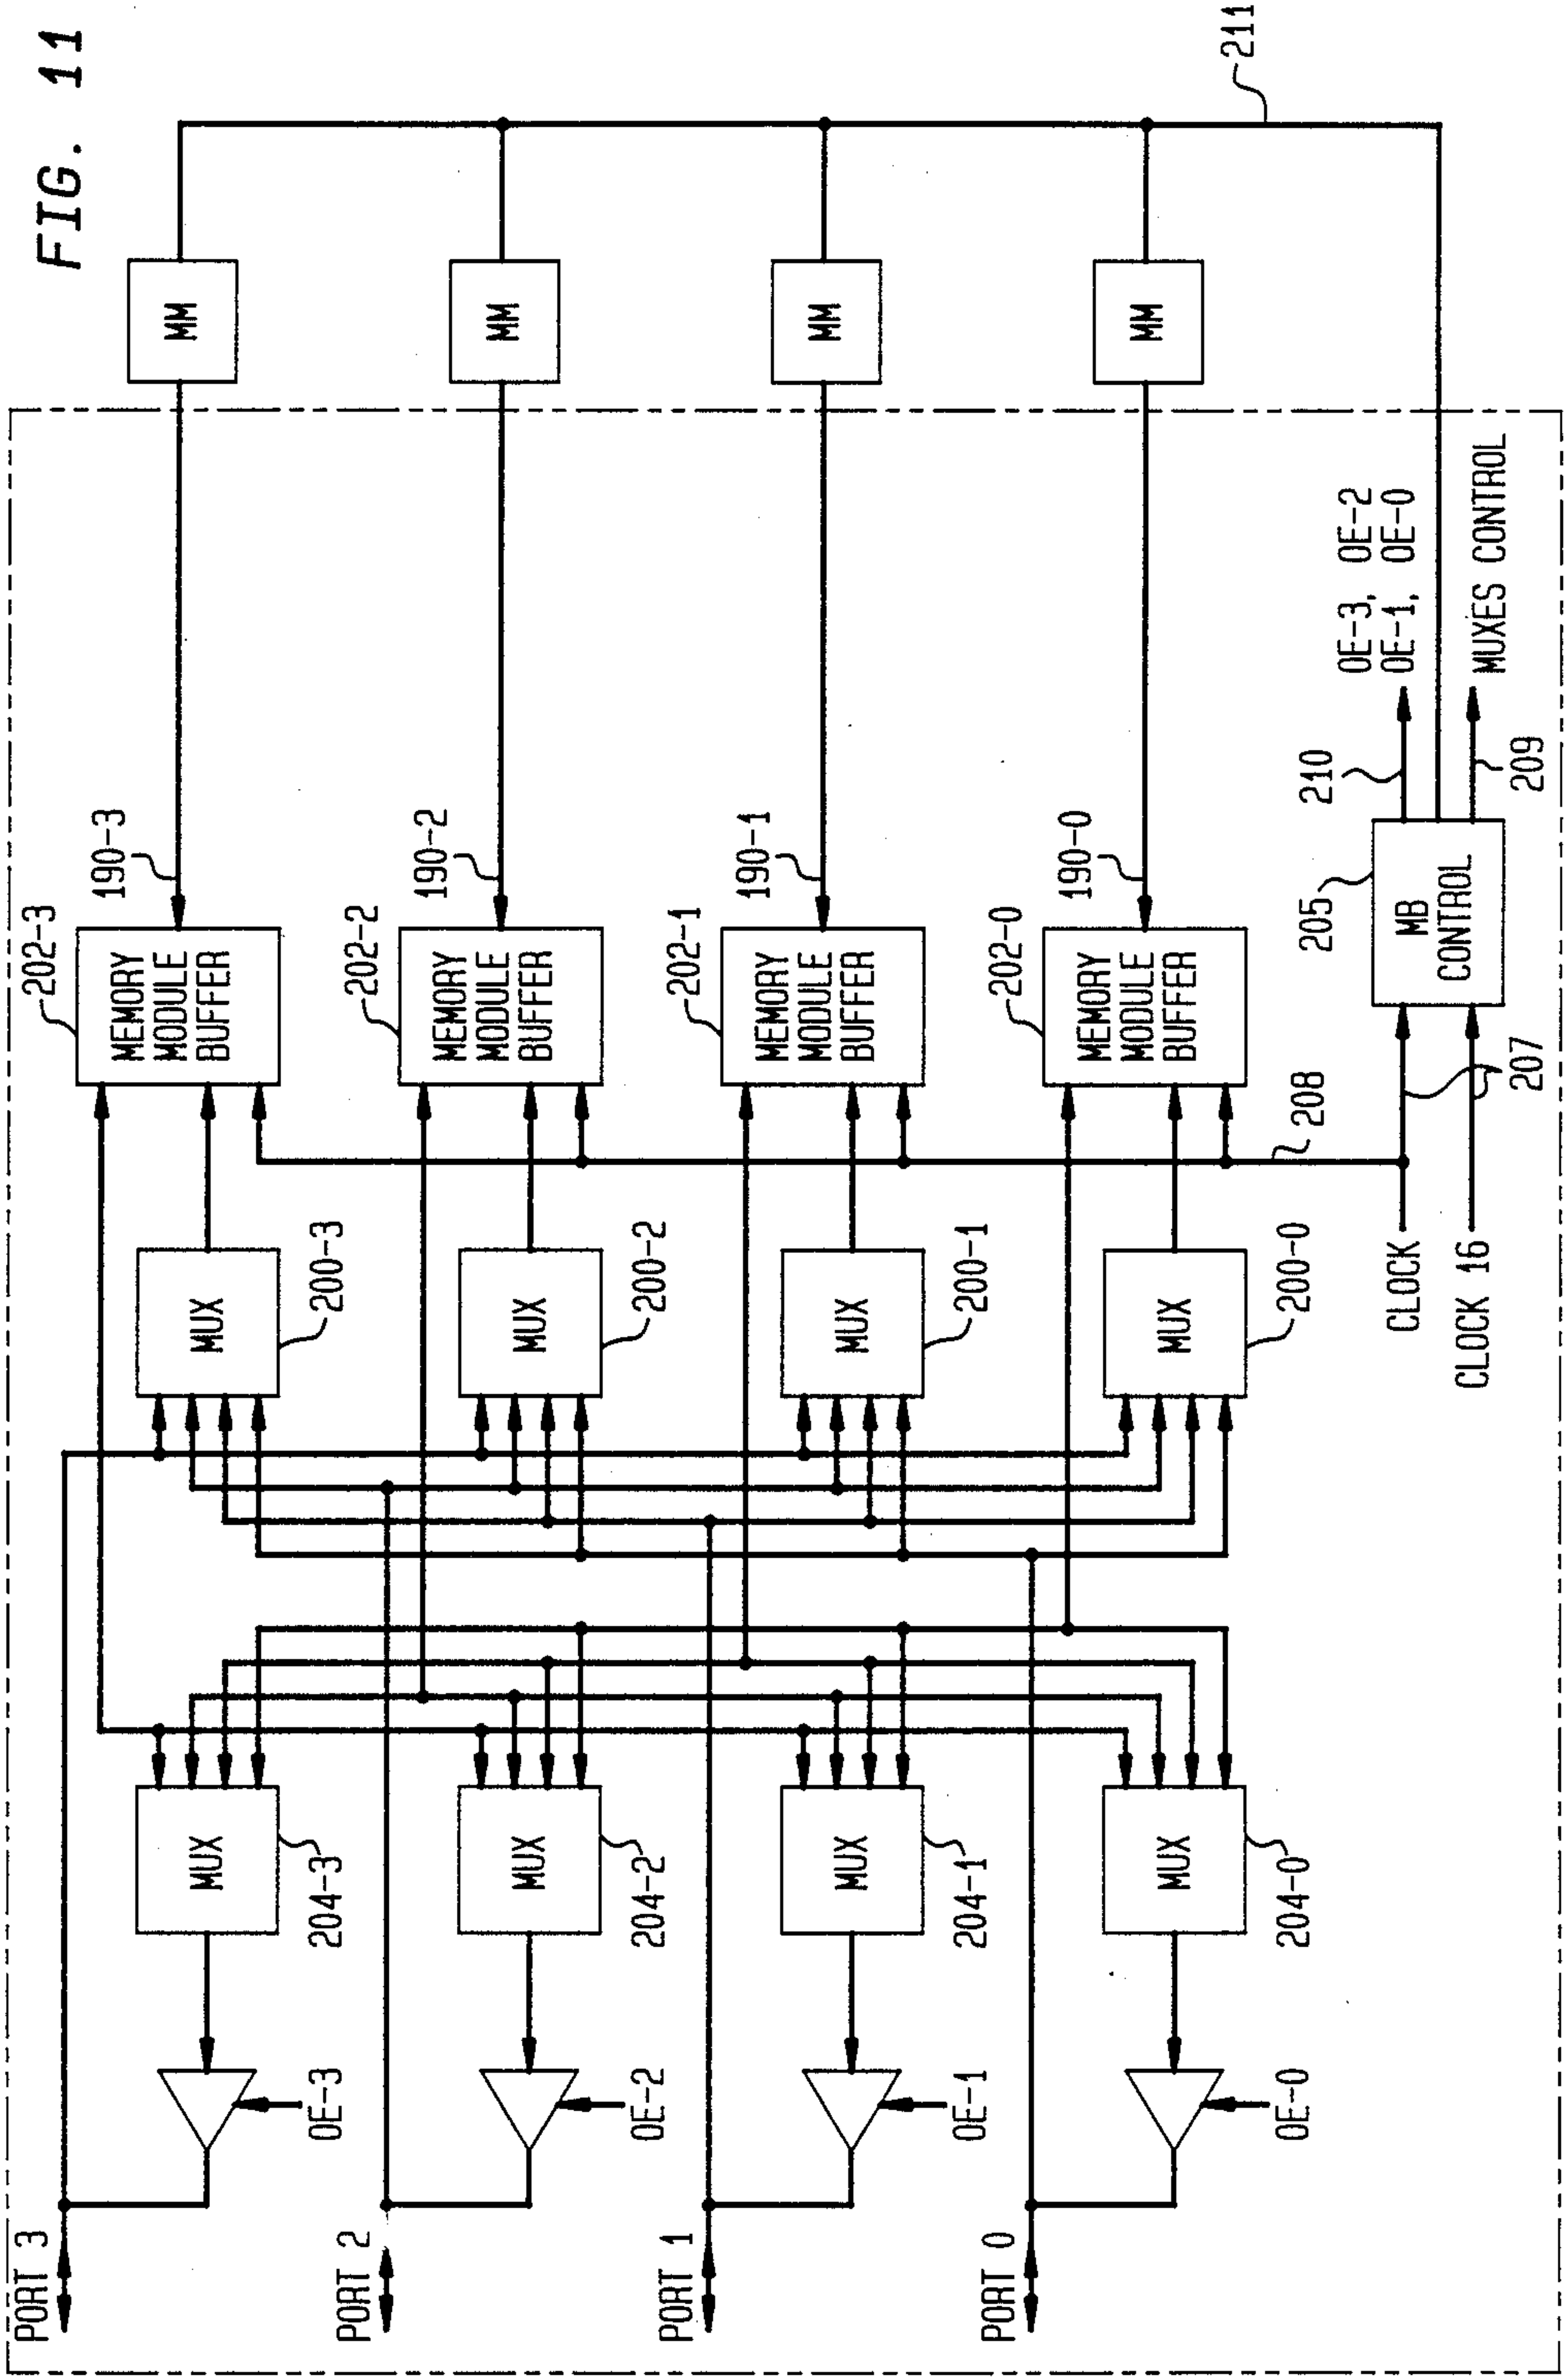 FIG. 11
PORT 3
OE-3
MUX
204-3
MUX
200-3
202-3
MEMORY
MODULE
BUFFER
190-3
MM
PORT 2
OE-2
MUX
204-2
MUX
200-2
202-2
MEMORY
MODULE
BUFFER
190-2
MM
PORT 1
OE-1
MUX
204-1
MUX
200-1
202-1
MEMORY
MODULE
BUFFER
190-1
MM
PORT 0
OE-0
MUX
204-0
MUX
200-0
202-0
MEMORY
MODULE
BUFFER
190-0
MM
211
208
CLOCK
CLOCK 16
207
205
MB
CONTROL
210
OE-3, OE-2
OE-1, OE-0
209
MUXES CONTROL